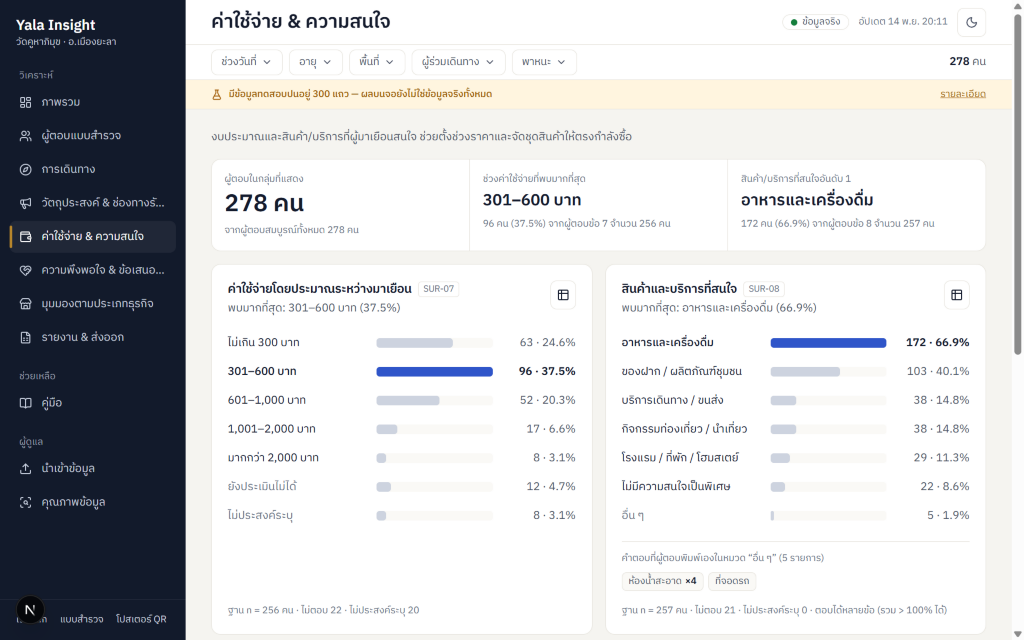 Yala Insight
วัดคูหาภิมุข · อ.เมืองยะลา
วิเคราะห์
ภาพรวม
ผู้ตอบแบบสำรวจ
การเดินทาง
วัตถุประสงค์ & ช่องทางรั...
ค่าใช้จ่าย & ความสนใจ
ความพึงพอใจ & ข้อเสนอ...
มุมมองตามประเภทธุรกิจ
รายงาน & ส่งออก
ช่วยเหลือ
คู่มือ
ผู้ดูแล
นำเข้าข้อมูล
คุณภาพข้อมูล
N
แบบสำรวจ
โปสเตอร์ QR
ค่าใช้จ่าย & ความสนใจ
ข้อมูลจริง
อัปเดต 14 พ.ย. 20:11
ช่วงวันที่
อายุ
พื้นที่
ผู้ร่วมเดินทาง
พาหนะ
278 คน
มีข้อมูลทดสอบปนอยู่ 300 แถว — ผลบนจอยังไม่ใช่ข้อมูลจริงทั้งหมด
รายละเอียด
งบประมาณและสินค้า/บริการที่ผู้มาเยือนสนใจ ช่วยตั้งช่วงราคาและจัดชุดสินค้าให้ตรงกำลังซื้อ
ผู้ตอบในกลุ่มที่แสดง
278 คน
จากผู้ตอบสมบูรณ์ทั้งหมด 278 คน
ช่วงค่าใช้จ่ายที่พบมากที่สุด
301–600 บาท
96 คน (37.5%) จากผู้ตอบข้อ 7 จำนวน 256 คน
สินค้า/บริการที่สนใจอันดับ 1
อาหารและเครื่องดื่ม
172 คน (66.9%) จากผู้ตอบข้อ 8 จำนวน 257 คน
ค่าใช้จ่ายโดยประมาณระหว่างมาเยือน SUR-07
พบมากที่สุด: 301–600 บาท (37.5%)
ไม่เกิน 300 บาท 63 · 24.6%
301–600 บาท 96 · 37.5%
601–1,000 บาท 52 · 20.3%
1,001–2,000 บาท 17 · 6.6%
มากกว่า 2,000 บาท 8 · 3.1%
ยังประเมินไม่ได้ 12 · 4.7%
ไม่ประสงค์ระบุ 8 · 3.1%
ฐาน n = 256 คน · ไม่ตอบ 22 · ไม่ประสงค์ระบุ 20
สินค้าและบริการที่สนใจ SUR-08
พบมากที่สุด: อาหารและเครื่องดื่ม (66.9%)
อาหารและเครื่องดื่ม 172 · 66.9%
ของฝาก / ผลิตภัณฑ์ชุมชน 103 · 40.1%
บริการเดินทาง / ขนส่ง 38 · 14.8%
กิจกรรมท่องเที่ยว / นำเที่ยว 38 · 14.8%
โรงแรม / ที่พัก / โฮมสเตย์ 29 · 11.3%
ไม่มีความสนใจเป็นพิเศษ 22 · 8.6%
อื่น ๆ 5 · 1.9%
คำตอบที่ผู้ตอบพิมพ์เองในหมวด “อื่น ๆ” (5 รายการ)
ห้องน้ำสะอาด ×4
ที่จอดรถ
ฐาน n = 257 คน · ไม่ตอบ 21 · ไม่ประสงค์ระบุ 0 · ตอบได้หลายข้อ (รวม > 100% ได้)